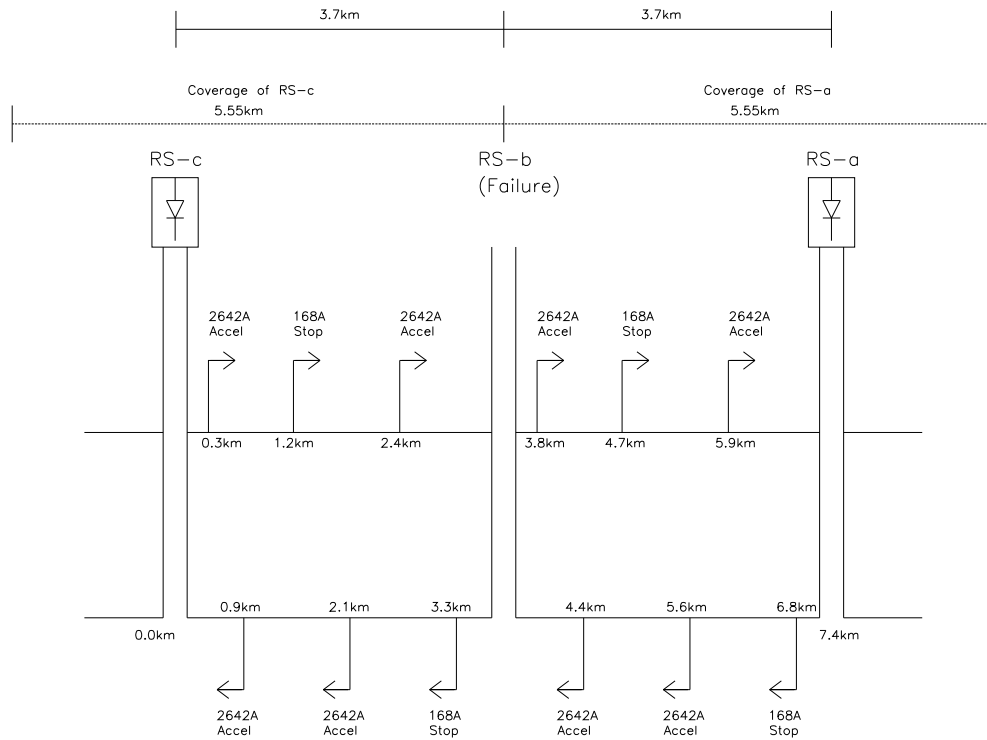 3.7km 3.7km
Coverage of RS-c Coverage of RS-a
5.55km 5.55km
RS-c RS-b RS-a
(Failure)
2642A 168A 2642A 2642A 168A 2642A
Accel Stop Accel Accel Stop Accel
0.3km 1.2km 2.4km 3.8km 4.7km 5.9km
0.9km 2.1km 3.3km 4.4km 5.6km 6.8km
0.0km 7.4km
2642A 2642A 168A 2642A 2642A 168A
Accel Accel Stop Accel Accel Stop